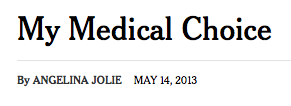 My Medical Choice
By ANGELINA JOLIE MAY 14, 2013